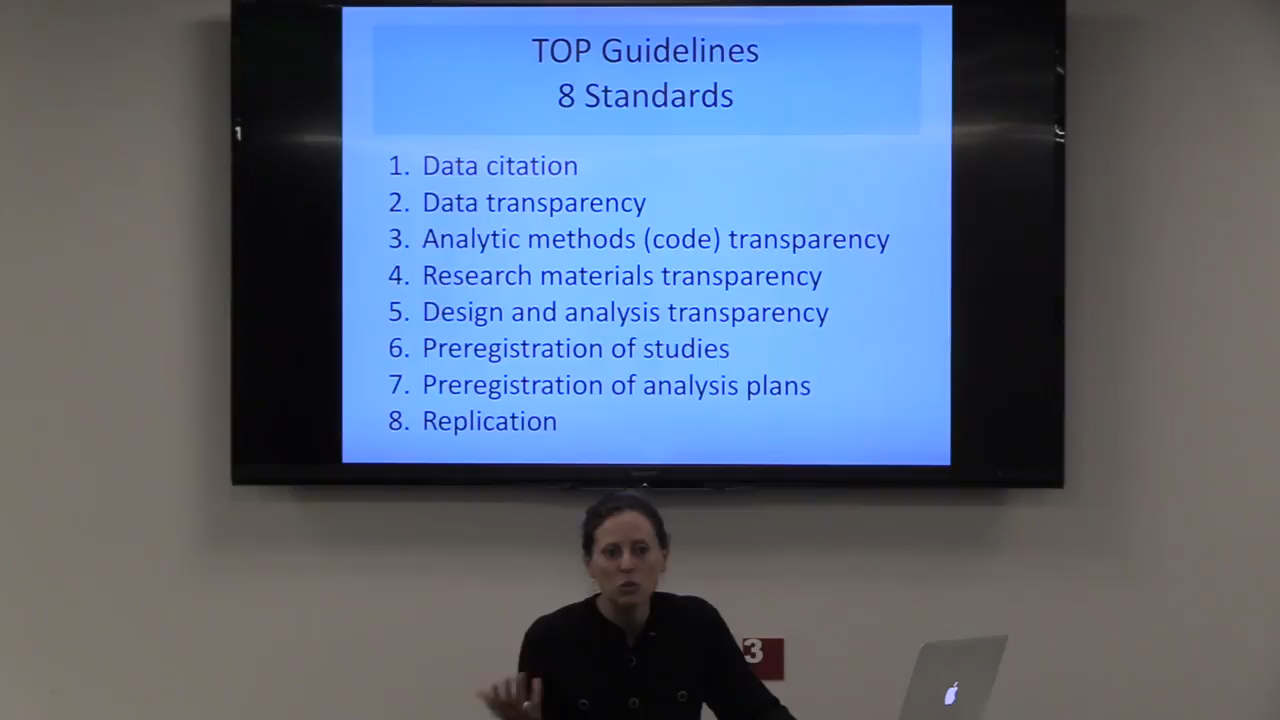 TOP Guidelines
8 Standards
1. Data citation
2. Data transparency
3. Analytic methods (code) transparency
4. Research materials transparency
5. Design and analysis transparency
6. Preregistration of studies
7. Preregistration of analysis plans
8. Replication
3